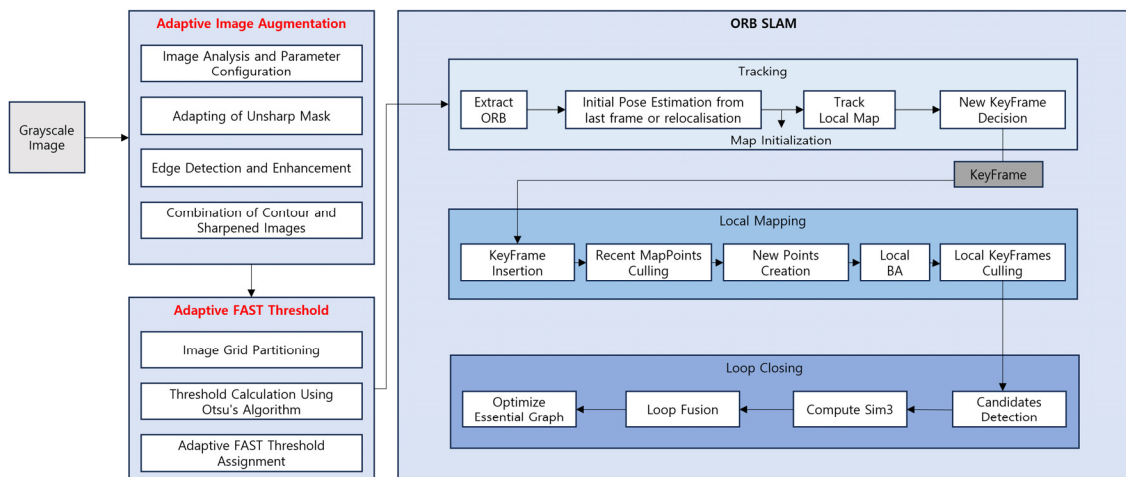 Grayscale
Image
Adaptive Image Augmentation
Image Analysis and Parameter
Configuration
Adapting of Unsharp Mask
Edge Detection and Enhancement
Combination of Contour and
Sharpened Images
Adaptive FAST Threshold
Image Grid Partitioning
Threshold Calculation Using
Otsu's Algorithm
Adaptive FAST Threshold
Assignment
ORB SLAM
Tracking
Extract
ORB
Initial Pose Estimation from
last frame or relocalisation
Track
Local Map
New KeyFrame
Decision
Map Initialization
KeyFrame
Local Mapping
KeyFrame
Insertion
Recent MapPoints
Culling
New Points
Creation
Local
BA
Local KeyFrames
Culling
Loop Closing
Optimize
Essential Graph
Loop Fusion
Compute Sim3
Candidates
Detection